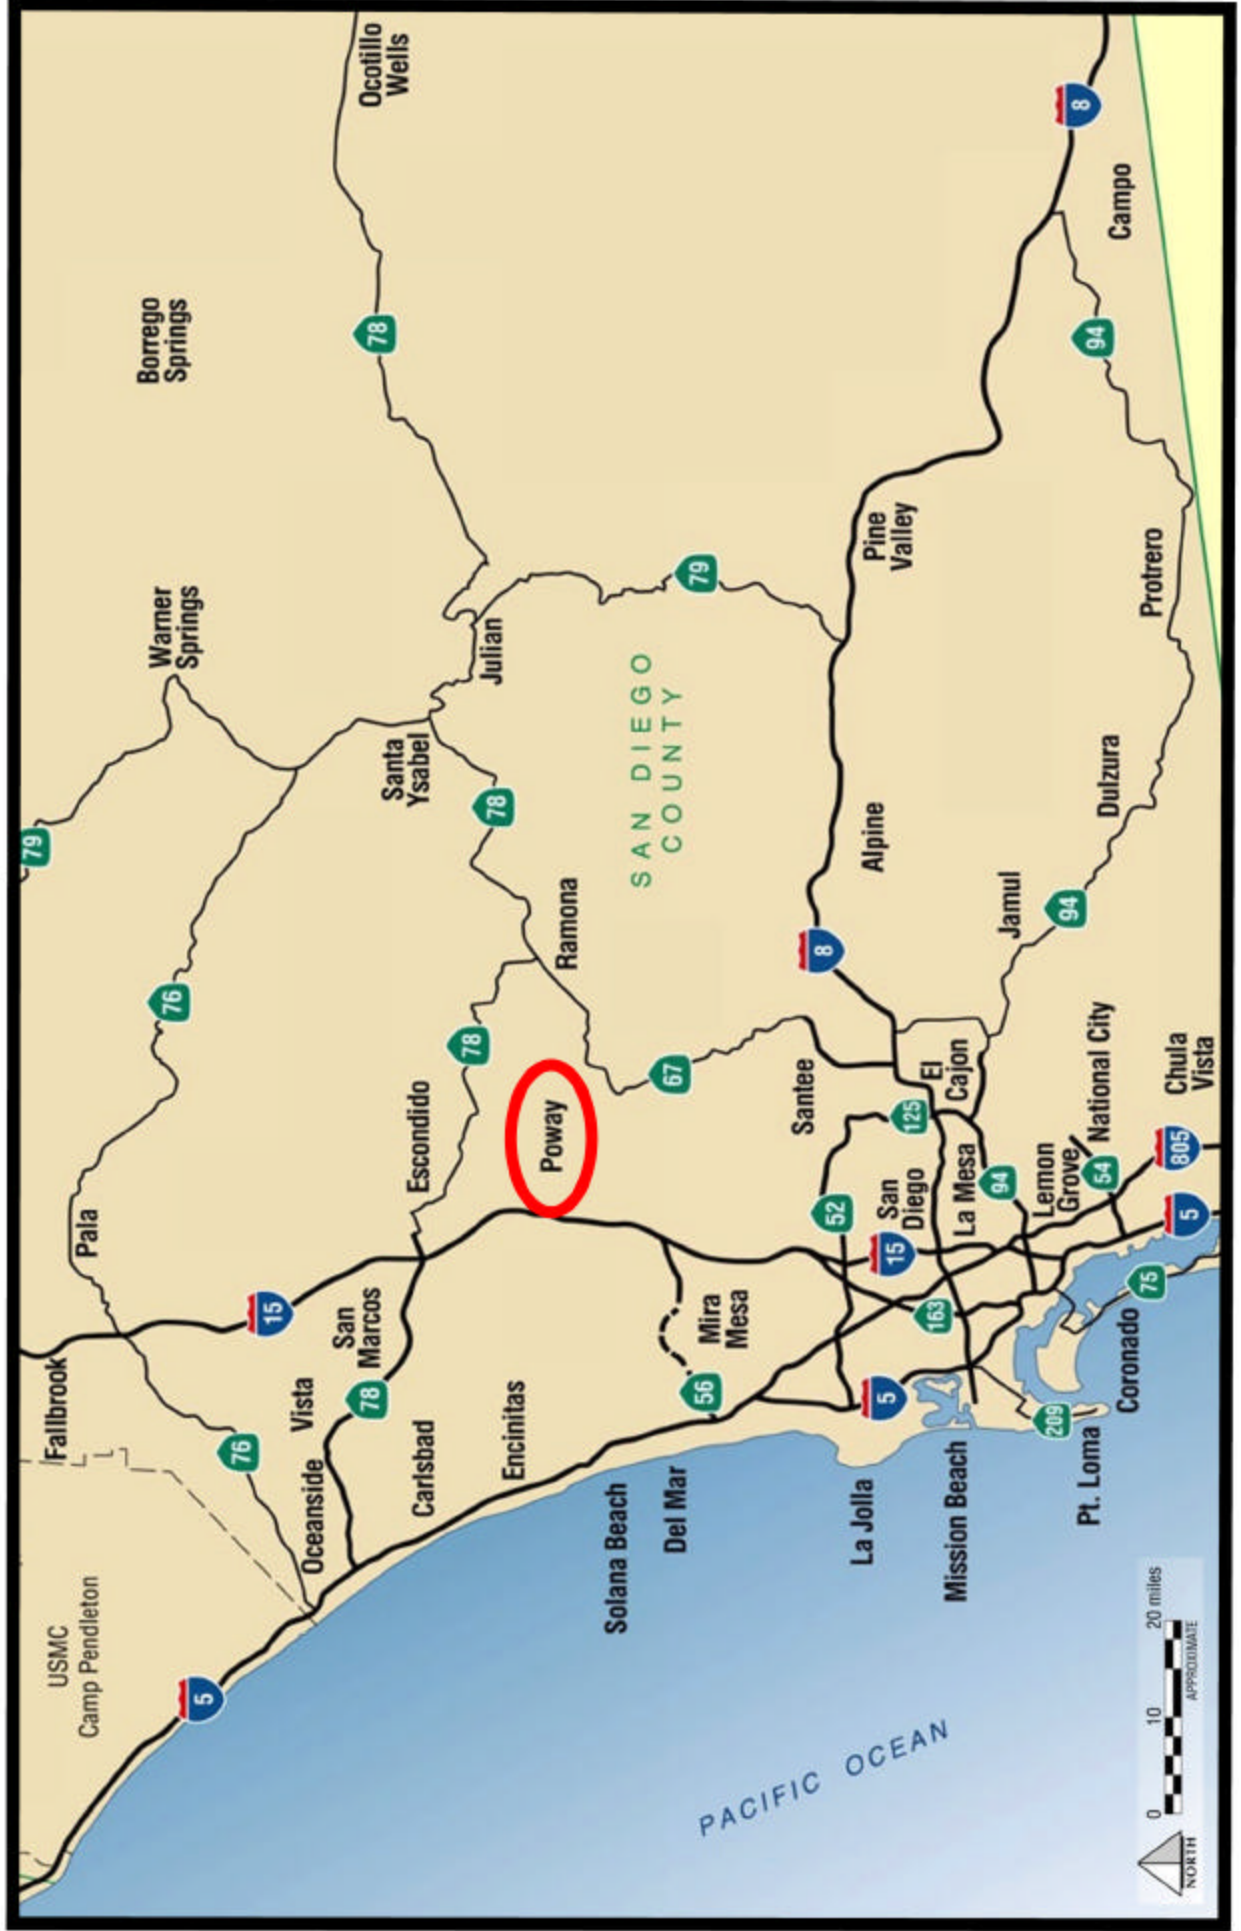 USMC
Camp Pendleton
5
Fallbrook
76
Oceanside
Vista
78
San
Marcos
15
Pala
76
79
Warner
Springs
Borrego
Springs
Ocotillo
Wells
78
Santa
Ysabel
Julian
78
Escondido
78
Ramona
Carlsbad
Encinitas
Poway
Solana Beach
Del Mar
56
Mira
Mesa
67
79
SAN DIEGO
COUNTY
Santee
La Jolla
5
52
15
San
Diego
125
8
Alpine
Pine
Valley
8
Mission Beach
163
La Mesa
El
Cajon
94
Jamul
94
Dulzura
Protrero
94
Campo
209
Pt. Loma
Coronado
75
Lemon
Grove
54
National City
5
805
Chula
Vista
PACIFIC OCEAN
NORTH
0 10 20 miles
APPROXIMATE